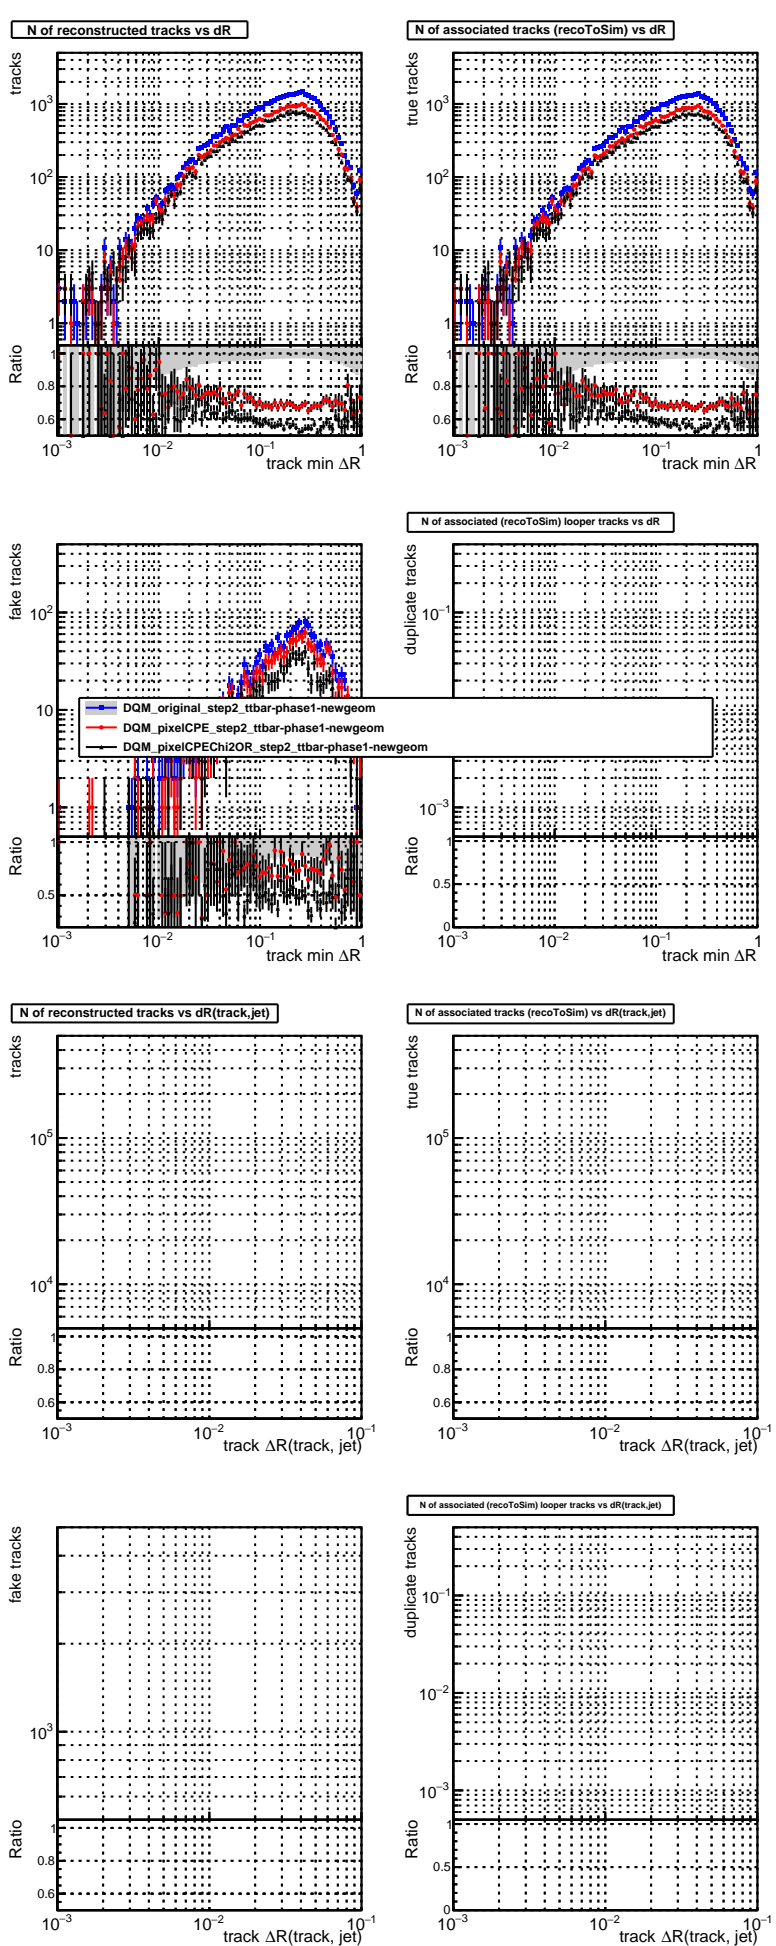 N of reconstructed tracks vs dR
tracks
10³
10²
10
1
Ratio
1
0.8
0.6
10⁻³
10⁻²
10⁻¹
1
track min ΔR
N of associated tracks (recoToSim) vs dR
true tracks
10³
10²
10
1
Ratio
1
0.8
0.6
10⁻³
10⁻²
10⁻¹
1
track min ΔR
fake tracks
10²
10
1
Ratio
1
0.5
10⁻³
10⁻²
10⁻¹
1
track min ΔR
N of associated (recoToSim) looper tracks vs dR
duplicate tracks
10⁻¹
10⁻³
Ratio
1
0.5
0
10⁻³
10⁻²
10⁻¹
1
track min ΔR
DQM_original_step2_ttbar-phase1-newgeom
DQM_pixelCPE_step2_ttbar-phase1-newgeom
DQM_pixelCPEChi2OR_step2_ttbar-phase1-newgeom
N of reconstructed tracks vs dR(track,jet)
tracks
10⁵
10⁴
Ratio
1
0.8
0.6
10⁻³
10⁻²
10⁻¹
track ΔR(track, jet)
N of associated tracks (recoToSim) vs dR(track,jet)
true tracks
10⁵
10⁴
Ratio
1
0.8
0.6
10⁻³
10⁻²
10⁻¹
track ΔR(track, jet)
fake tracks
10³
Ratio
1
0.8
0.6
10⁻³
10⁻²
10⁻¹
track ΔR(track, jet)
N of associated (recoToSim) looper tracks vs dR(track,jet)
duplicate tracks
10⁻¹
10⁻²
10⁻³
Ratio
1
0.5
0
10⁻³
10⁻²
10⁻¹
track ΔR(track, jet)